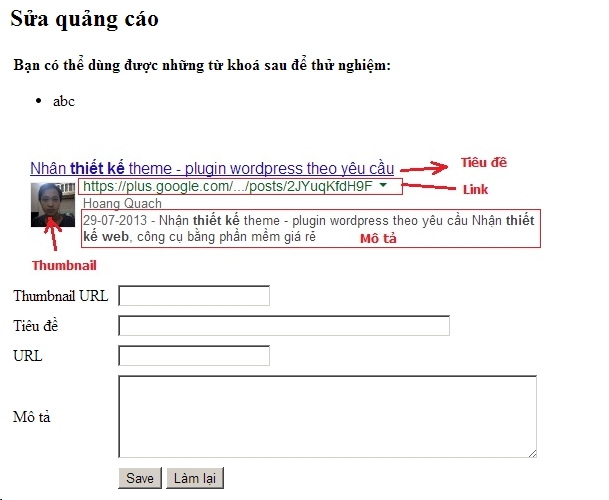 Sửa quảng cáo
Bạn có thể dùng được những từ khoá sau để thử nghiệm:
abc
Nhân thiết kế theme - plugin wordpress theo yêu cầu
Tiêu đê
https://plus.google.com/.../posts/2JYuqKfdH9F
Link
Hoang Quach
29-07-2013 - Nhận thiết kế theme - plugin wordpress theo yêu cầu Nhận thiết
kế web, công cụ bằng phần mềm giá rẻ
Mô tả
Thumbnail
Thumbnail URL
Tiêu đề
URL
Mô tả
Save Làm lại